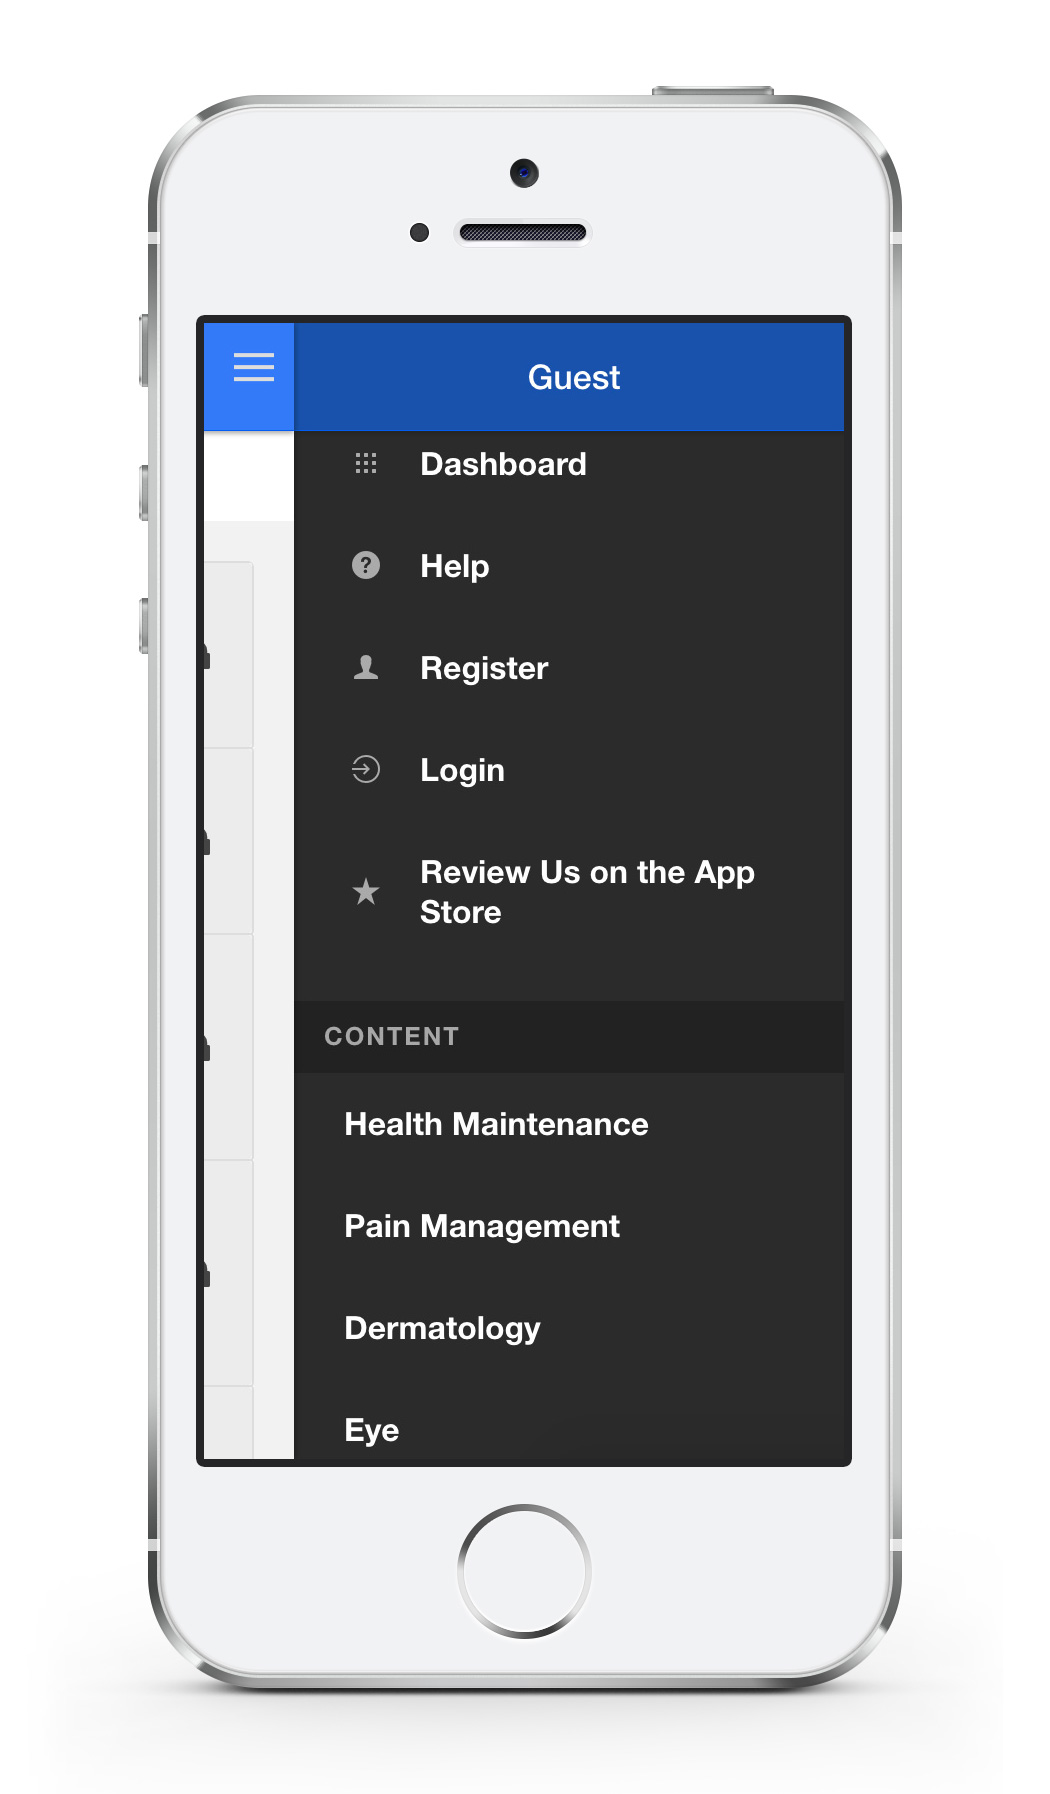 Guest
Dashboard
Help
Register
Login
Review Us on the App
Store
CONTENT
Health Maintenance
Pain Management
Dermatology
Eye